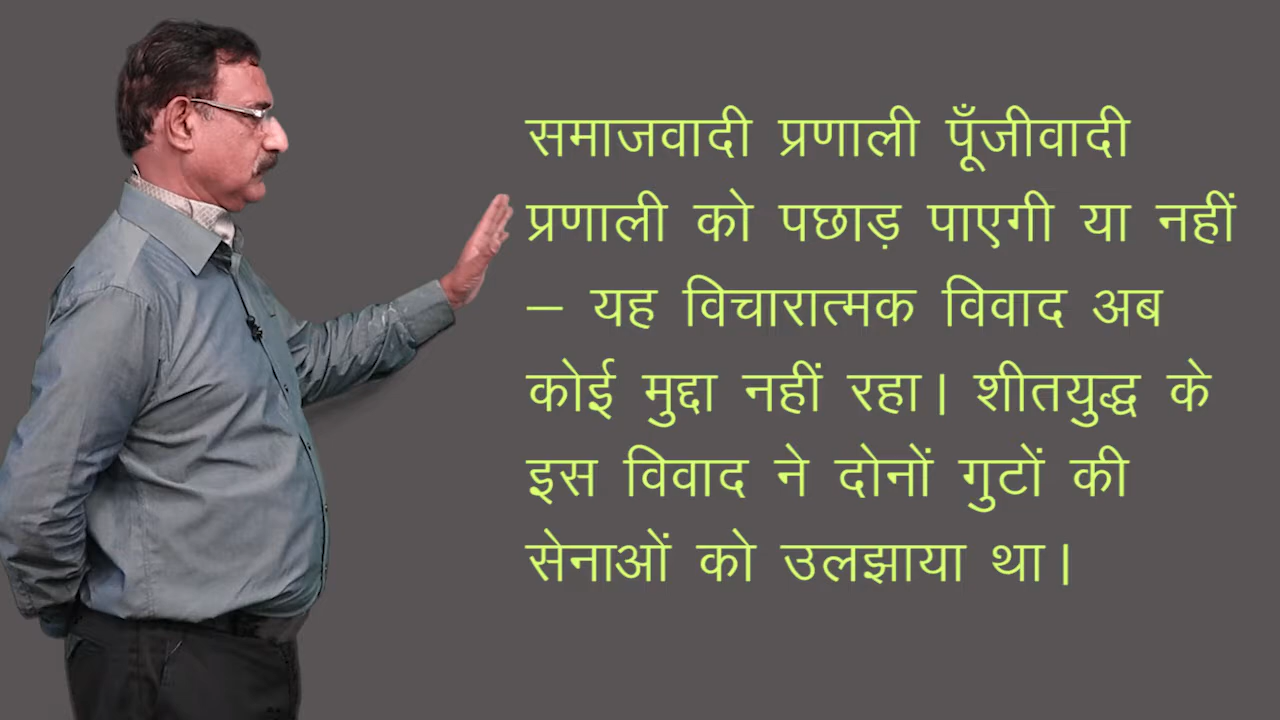 समाजवादी प्रणाली पूँजीवादी
प्रणाली को पछाड़ पाएगी या नहीं
– यह विचारात्मक विवाद अब
कोई मुद्दा नहीं रहा। शीतयुद्ध के
इस विवाद ने दोनों गुटों की
सेनाओं को उलझाया था।